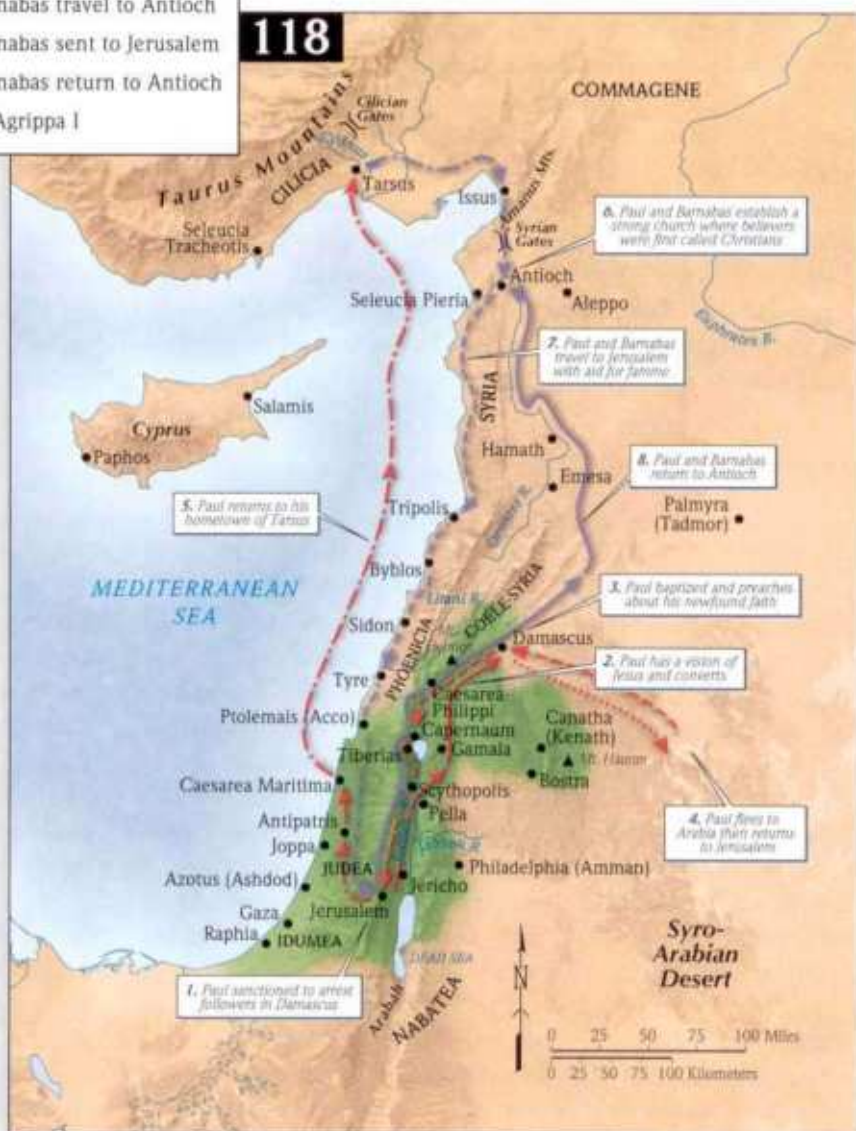 nabas travel to Antioch
nabas sent to Jerusalem
nabas return to Antioch
Agrippa I
118
COMMAGENE
Taurus Mountains
Cilician
Gates
CILICIA
Tarsus
Issus
Amanus Mts.
Syrian
Gates
Seleucia
Tracheotis
6. Paul and Barnabas establish a
strong church where believers
were first called Christians
Antioch
Seleucia Pieria
Aleppo
Euphrates R.
7. Paul and Barnabas
travel to Jerusalem
with aid for famine
SYRIA
Salamis
Cyprus
Paphos
Hamath
8. Paul and Barnabas
return to Antioch
Emesa
5. Paul returns to his
hometown of Tarsus
Tripolis
Orontes R.
Palmyra
(Tadmor)
Byblos
MEDITERRANEAN
SEA
Litani R.
COELE-SYRIA
3. Paul baptized and preaches
about his newfound faith
Sidon
PHOENICIA
Damascus
2. Paul has a vision of
Jesus and converts
Tyre
Caesarea
Philippi
Ptolemais (Acco)
Capernaum
Canatha
(Kenath)
Tiberias
Gamala
Mt. Hauran
Caesarea Maritima
Scythopolis
Bostra
Pella
4. Paul flees to
Arabia then returns
to Jerusalem
Antipatris
Joppa
JUDEA
Philadelphia (Amman)
Azotus (Ashdod)
Jericho
Jerusalem
Gaza
Raphia
IDUMEA
DEAD SEA
Syro-
Arabian
Desert
1. Paul sanctioned to arrest
followers in Damascus
Arabah
NABATEA
N
0 25 50 75 100 Miles
0 25 50 75 100 Kilometers